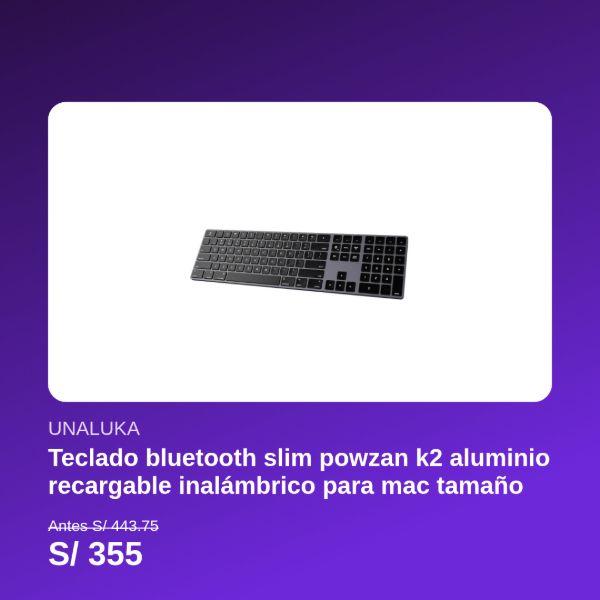 UNALUKA
Teclado bluetooth slim powzan k2 aluminio
recargable inalámbrico para mac tamaño
Antes S/ 443.75
S/ 355